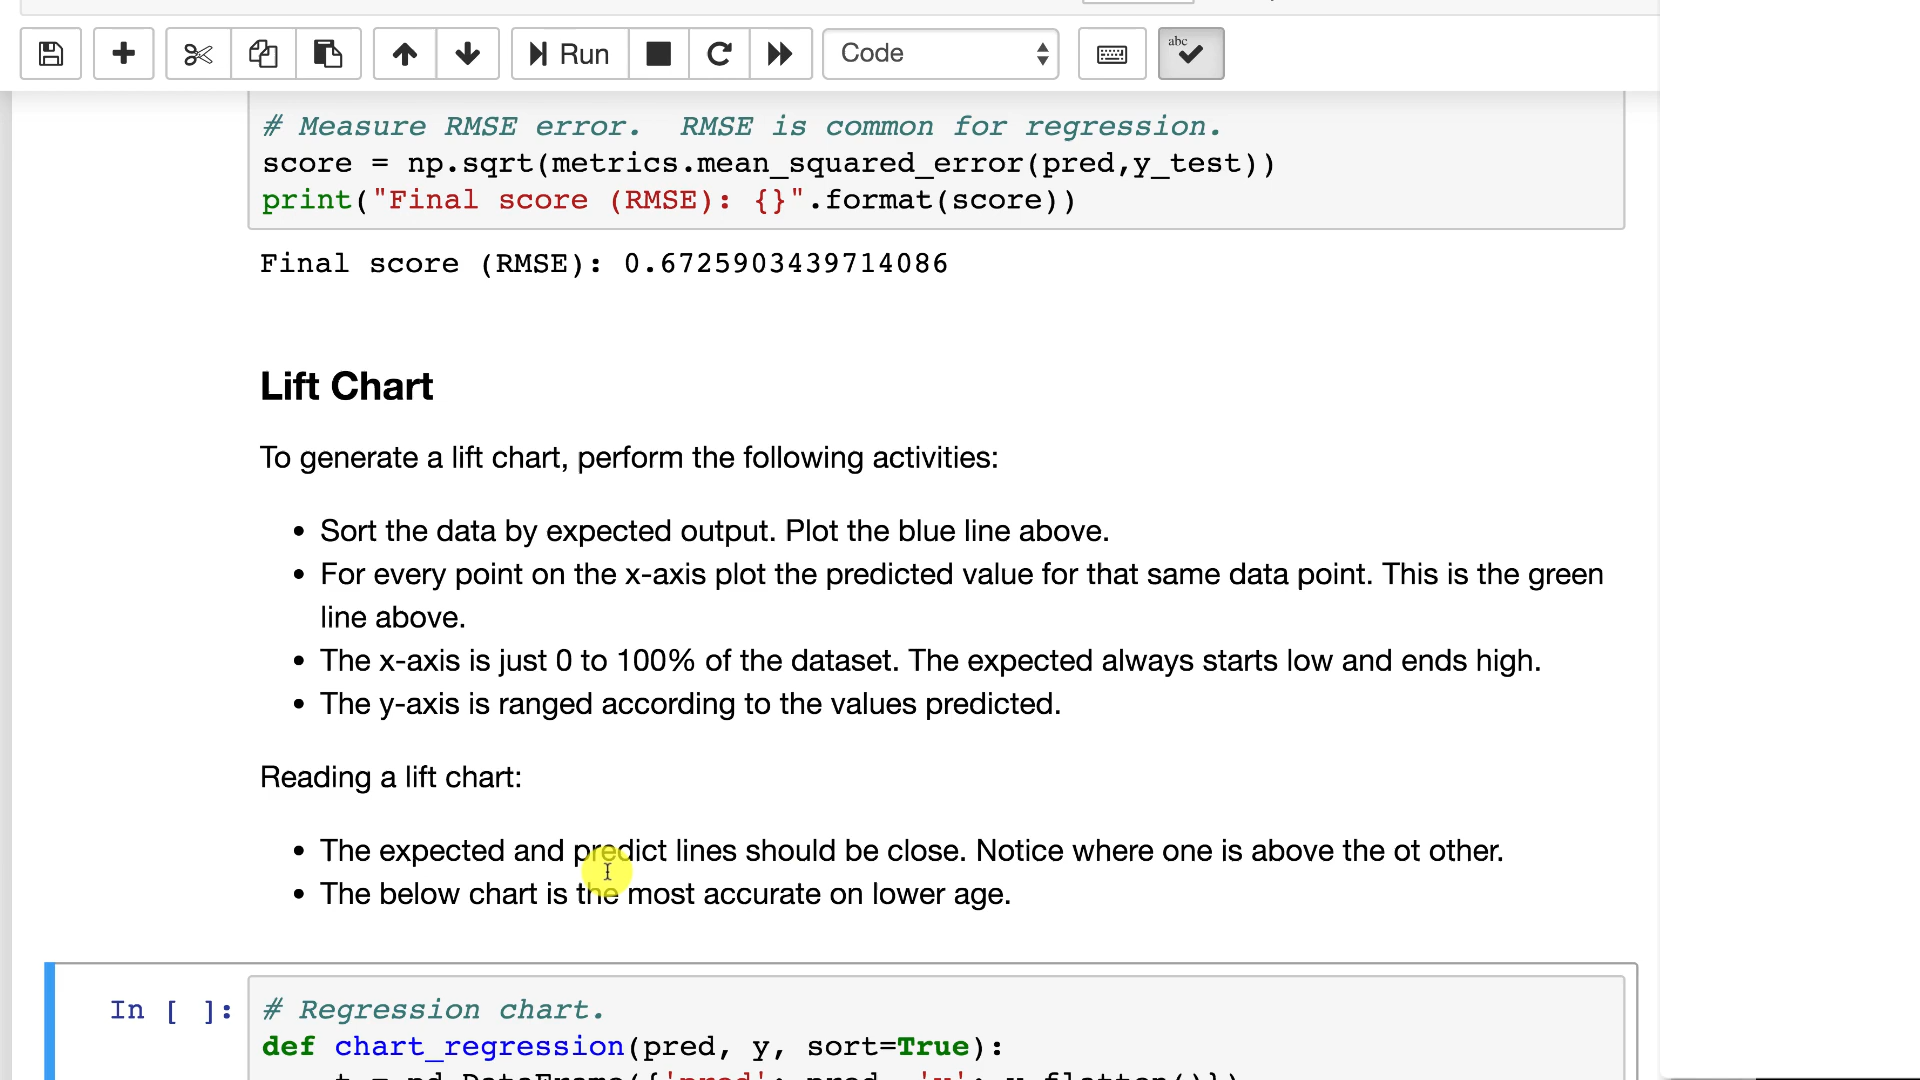 Run
Code
abc
# Measure RMSE error.  RMSE is common for regression.
score = np.sqrt(metrics.mean_squared_error(pred,y_test))
print("Final score (RMSE): {}".format(score))
Final score (RMSE): 0.6725903439714086
Lift Chart
To generate a lift chart, perform the following activities:
• Sort the data by expected output. Plot the blue line above.
• For every point on the x-axis plot the predicted value for that same data point. This is the green
line above.
• The x-axis is just 0 to 100% of the dataset. The expected always starts low and ends high.
• The y-axis is ranged according to the values predicted.
Reading a lift chart:
• The expected and predict lines should be close. Notice where one is above the ot other.
• The below chart is the most accurate on lower age.
In [ ]:
# Regression chart.
def chart_regression(pred, y, sort=True):
t = pd.DataFrame({'pred': pred, 'y': y.flatten()})